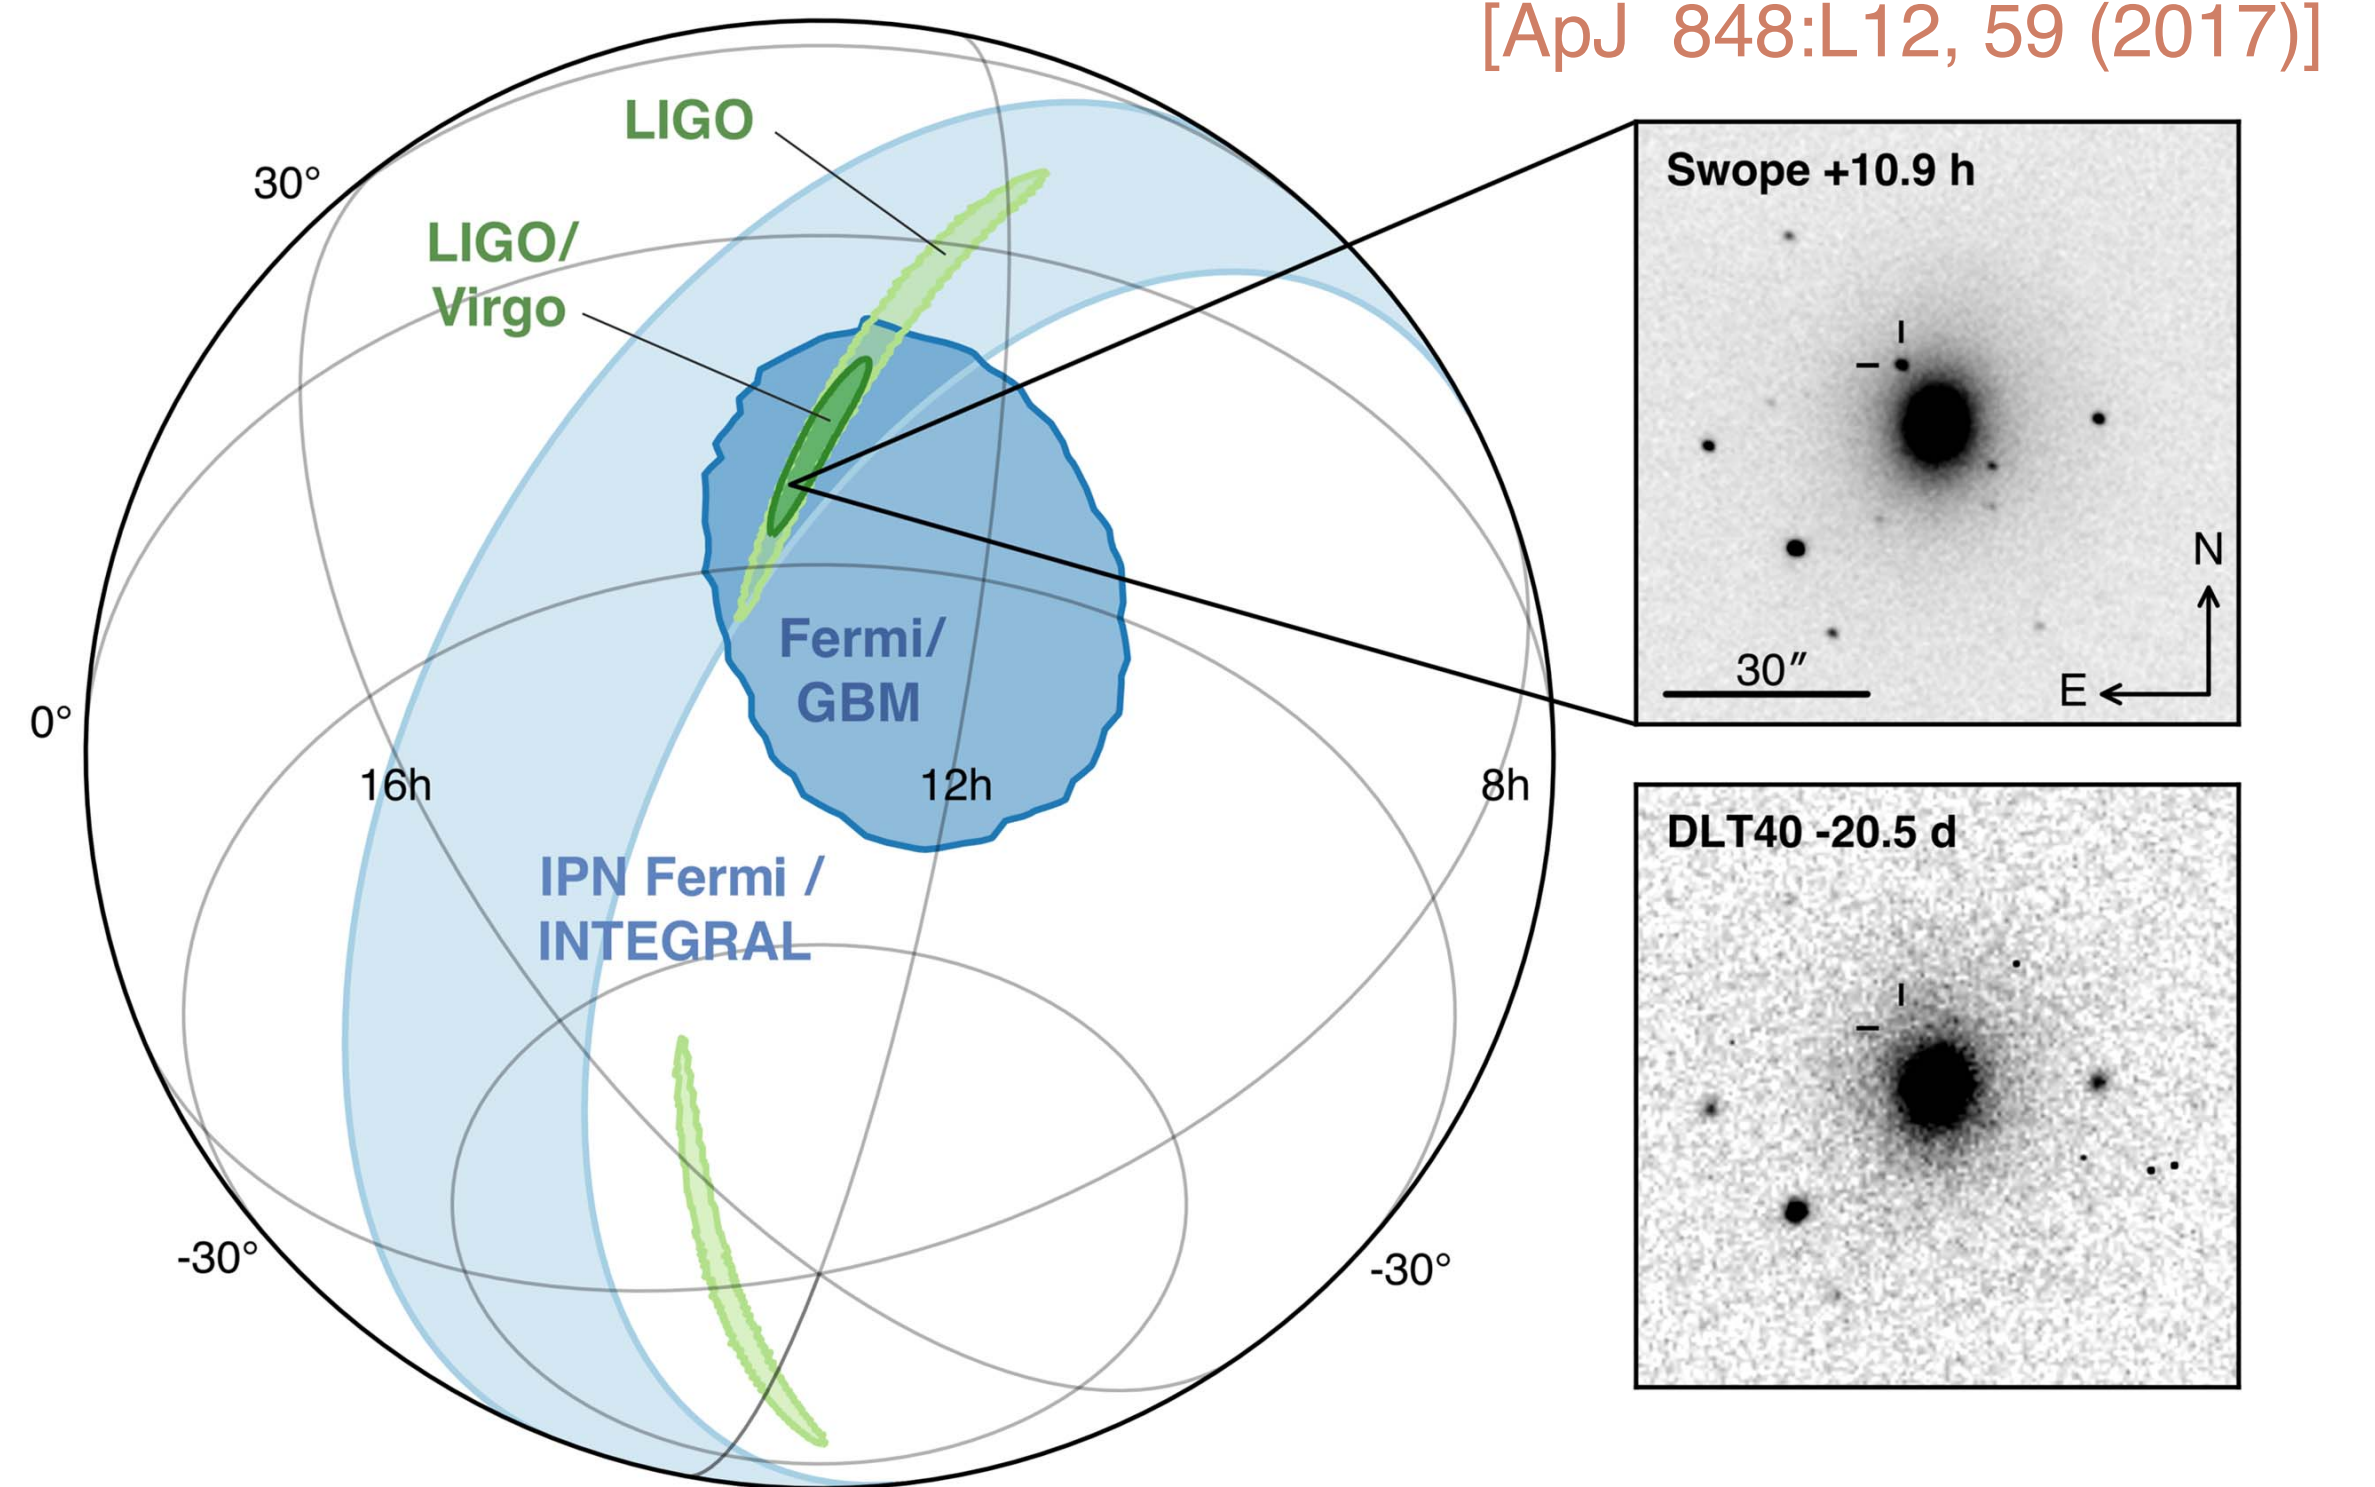 [ApJ 848:L12, 59 (2017)]
LIGO
30°
LIGO/
Virgo
Fermi/
GBM
0°
16h
12h
8h
IPN Fermi /
INTEGRAL
-30°
-30°
Swope +10.9 h
N
30″
E
DLT40 -20.5 d